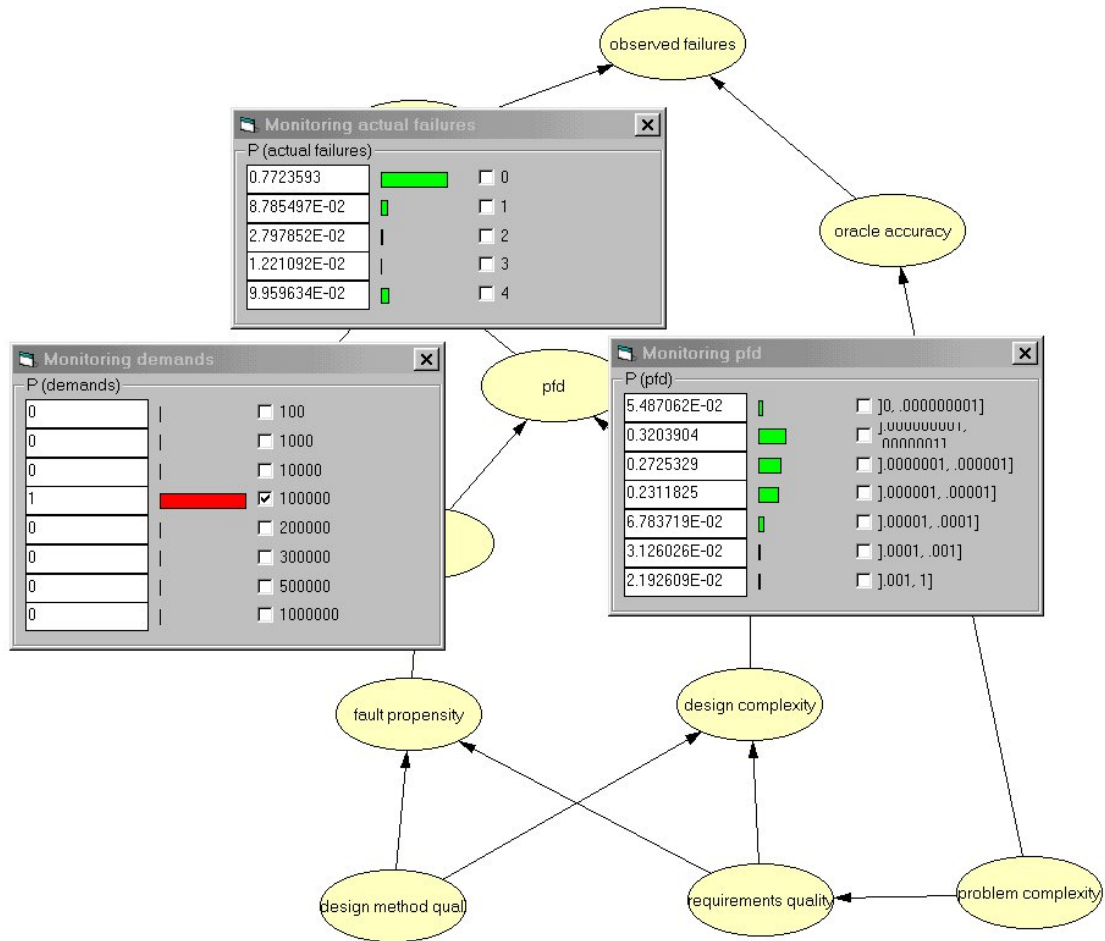 observed failures
Monitoring actual failures
P (actual failures)
0.7723593 0
8.785497E-02 1
2.797852E-02 2
1.221092E-02 3
9.959634E-02 4
oracle accuracy
Monitoring demands
P (demands)
0 100
0 1000
0 10000
1 100000
0 200000
0 300000
0 500000
0 1000000
pfd
Monitoring pfd
P (pfd)
5.487062E-02 ]0, .000000001]
0.3203904 ].000000001,
0.2725329 ].0000001, .000001]
0.2311825 ].000001, .00001]
6.783719E-02 ].00001, .0001]
3.126026E-02 ].0001, .001]
2.192609E-02 ].001, 1]
fault propensity
design complexity
design method qual
requirements quality
problem complexity